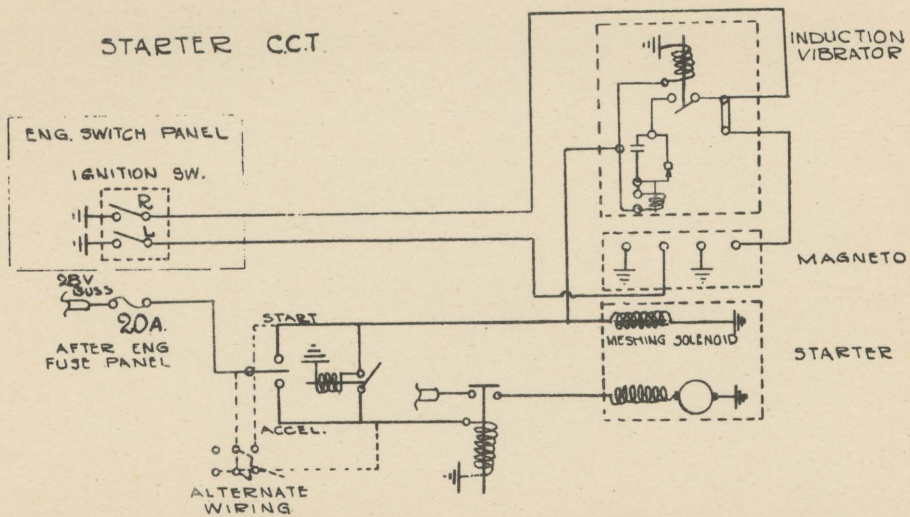 STARTER C.C.T.
INDUCTION
VIBRATOR
ENG. SWITCH PANEL
IGNITION SW.
R
L
MAGNETO
28V
BUSS
20A.
AFTER ENG
FUSE PANEL
START
MESHING SOLENOID
STARTER
ACCEL.
ALTERNATE
WIRING